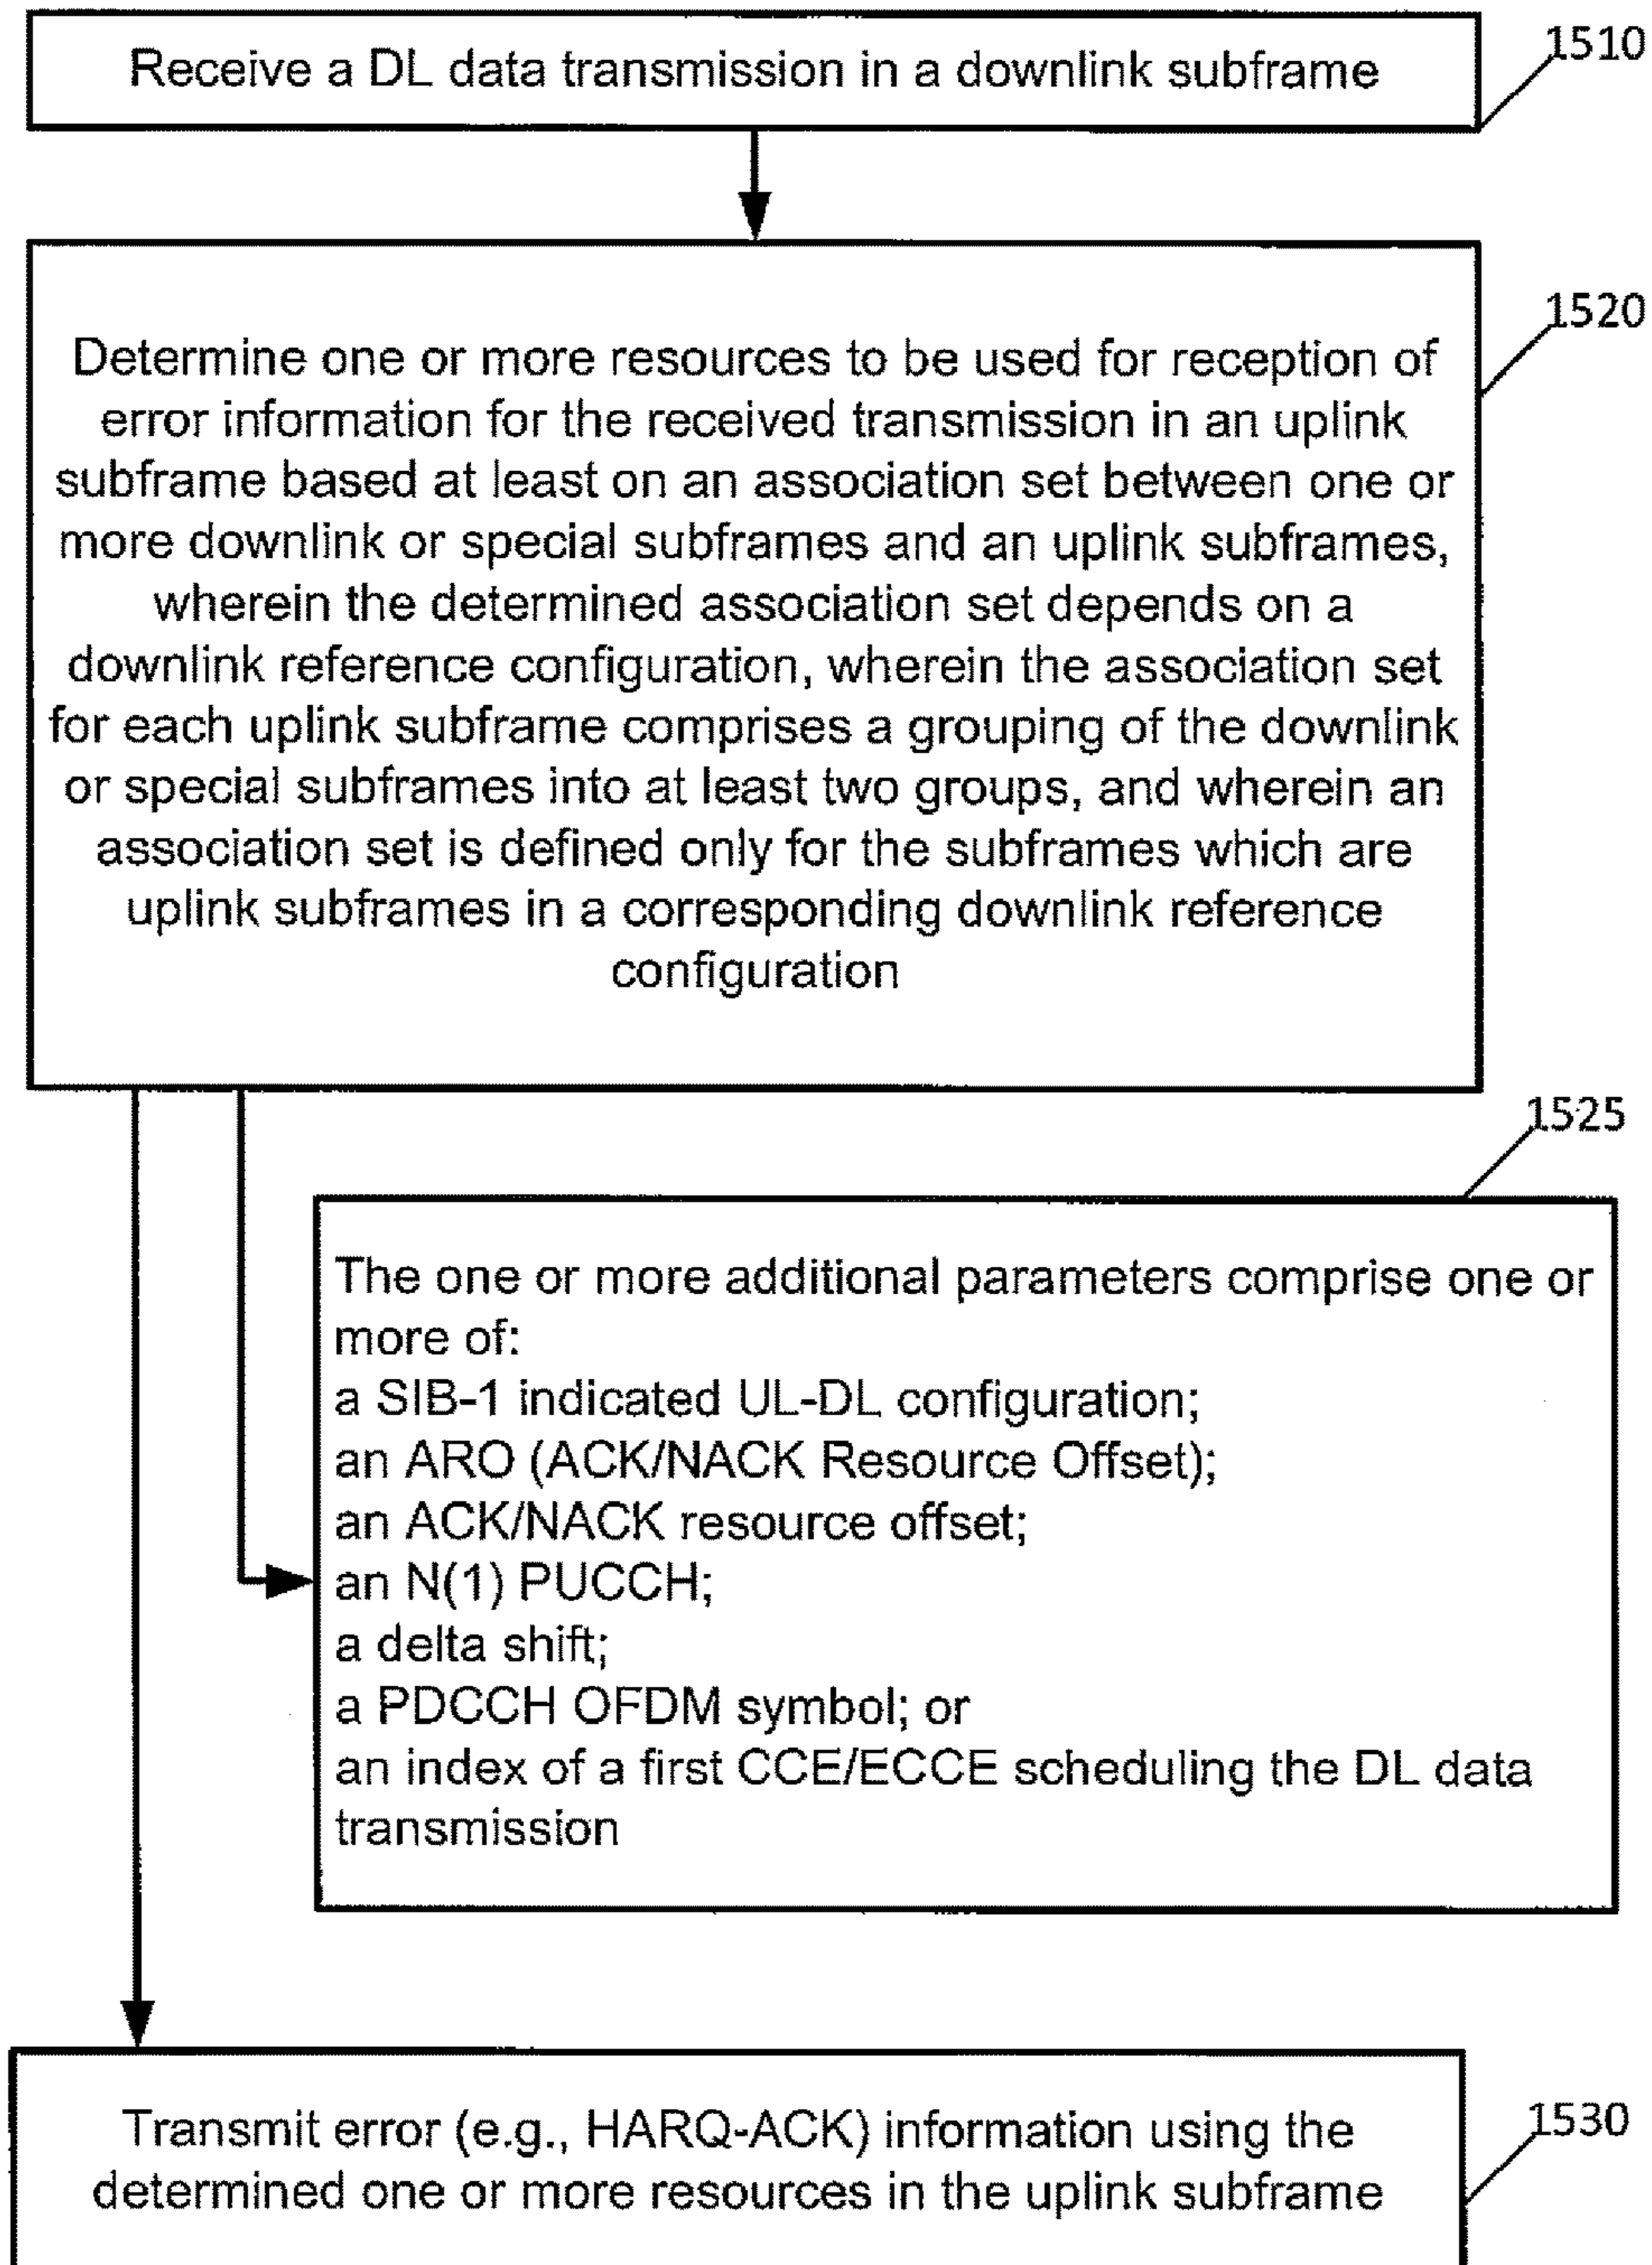 Receive a DL data transmission in a downlink subframe
1510
1520
Determine one or more resources to be used for reception of
error information for the received transmission in an uplink
subframe based at least on an association set between one or
more downlink or special subframes and an uplink subframes,
wherein the determined association set depends on a
downlink reference configuration, wherein the association set
for each uplink subframe comprises a grouping of the downlink
or special subframes into at least two groups, and wherein an
association set is defined only for the subframes which are
uplink subframes in a corresponding downlink reference
configuration
1525
The one or more additional parameters comprise one or
more of:
a SIB-1 indicated UL-DL configuration;
an ARO (ACK/NACK Resource Offset);
an ACK/NACK resource offset;
an N(1) PUCCH;
a delta shift;
a PDCCH OFDM symbol; or
an index of a first CCE/ECCE scheduling the DL data
transmission
Transmit error (e.g., HARQ-ACK) information using the
determined one or more resources in the uplink subframe
1530